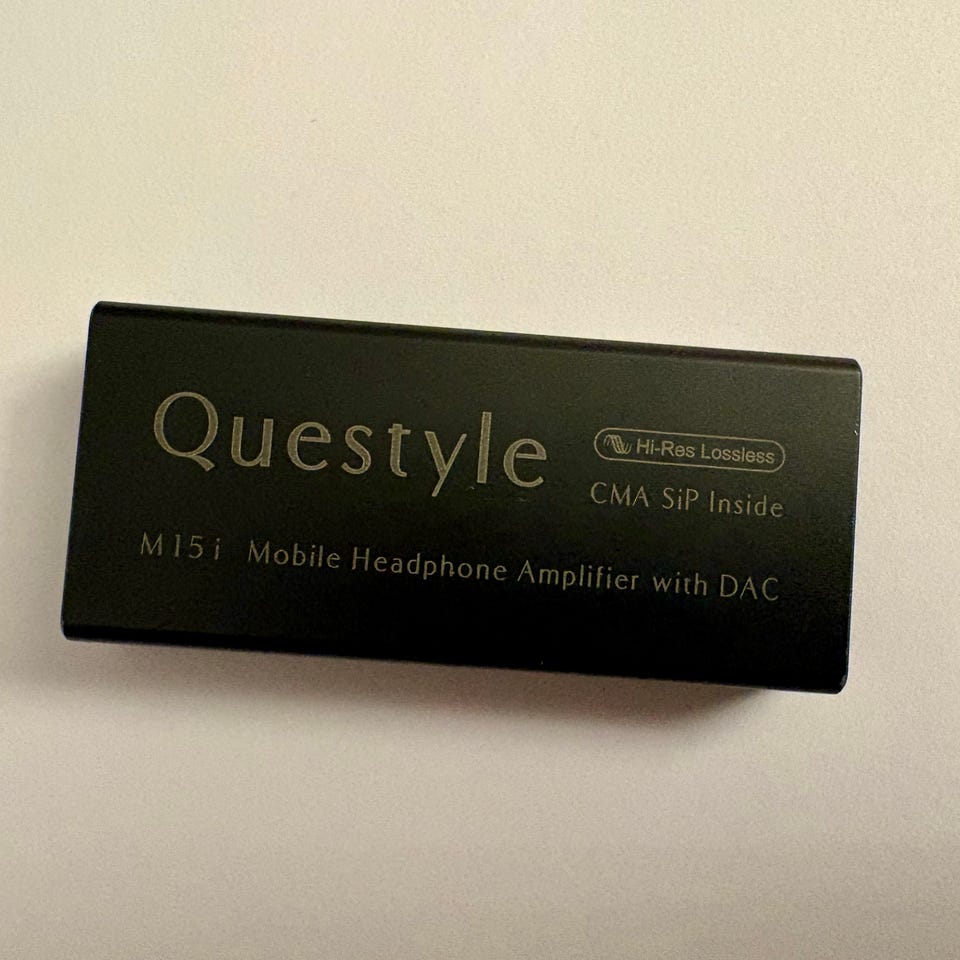 Questyle
Hi-Res Lossless
CMA SiP Inside
M15i Mobile Headphone Amplifier with DAC